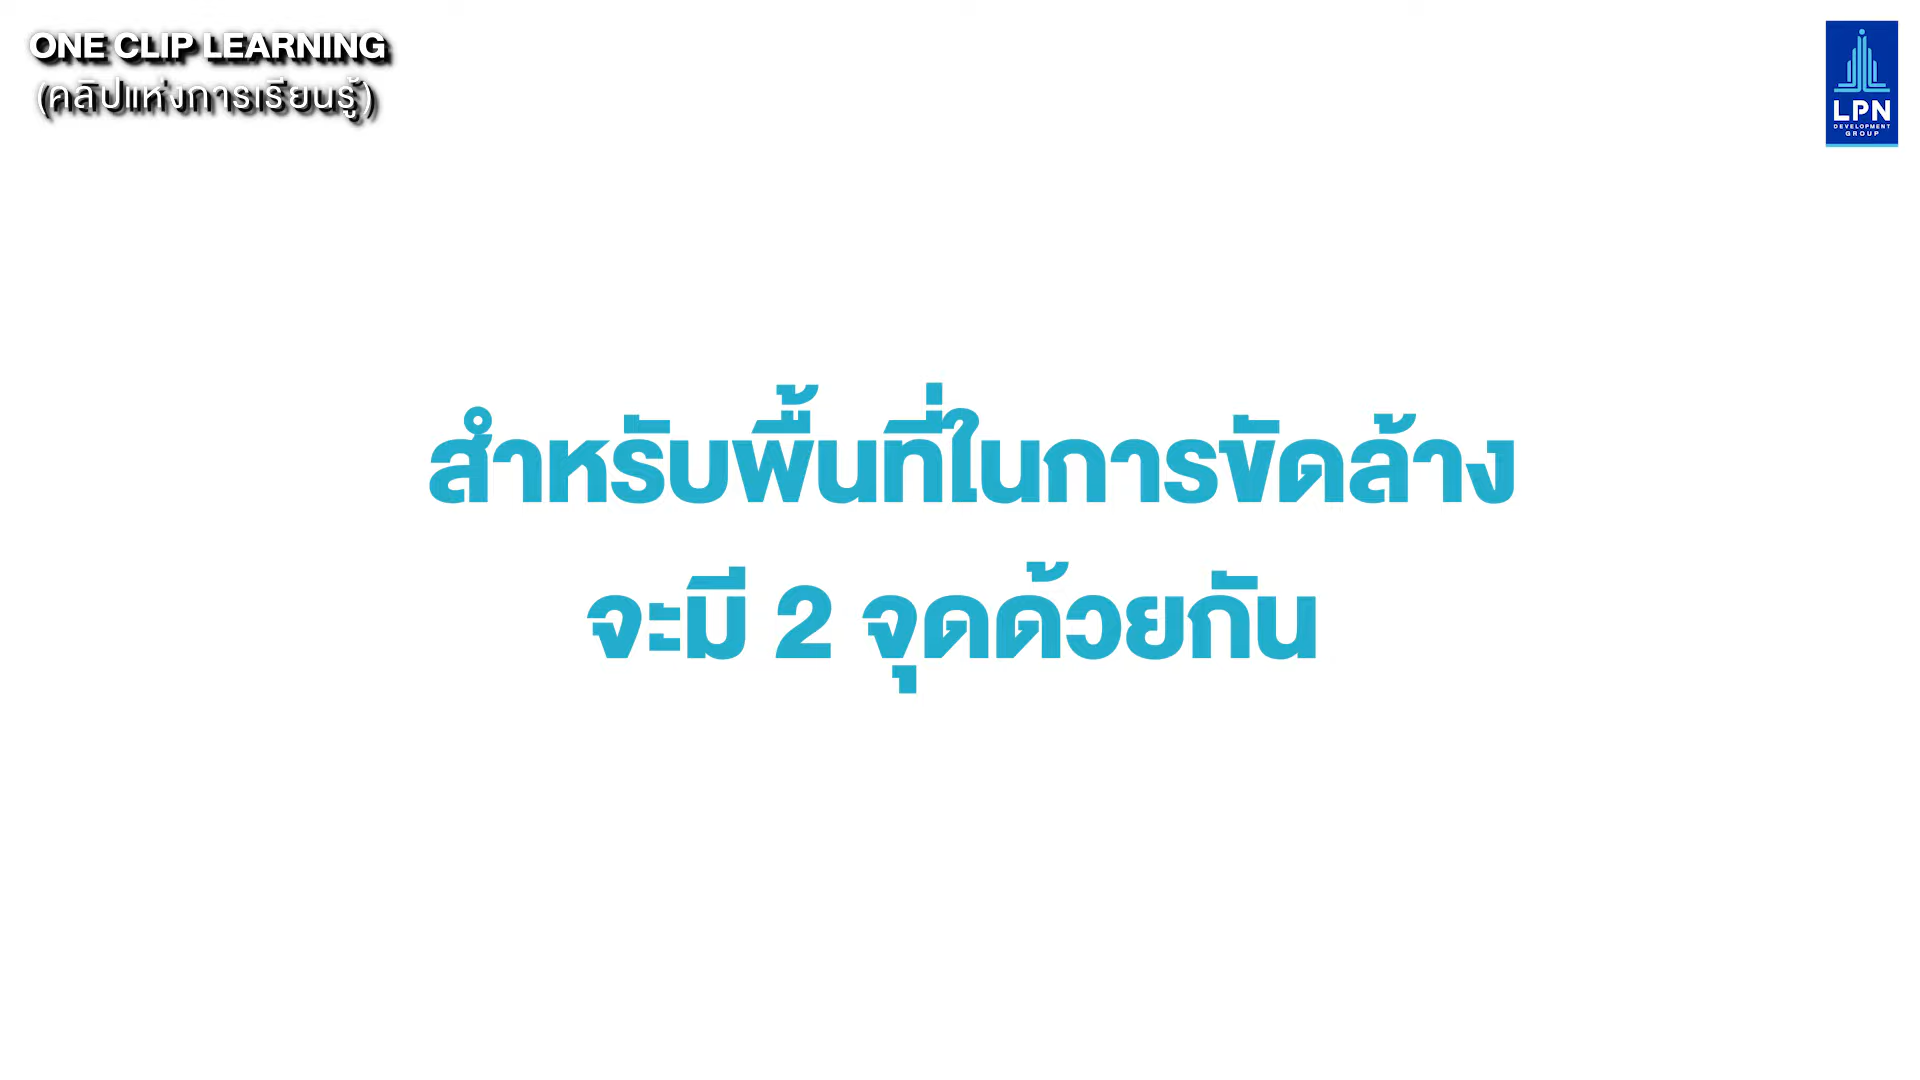 ONE CLIP LEARNING
(คลิปแห่งการเรียนรู้)
LPN
DEVELOPMENT
GROUP
สำหรับพื้นที่ในการขัดล้าง
จะมี 2 จุดด้วยกัน